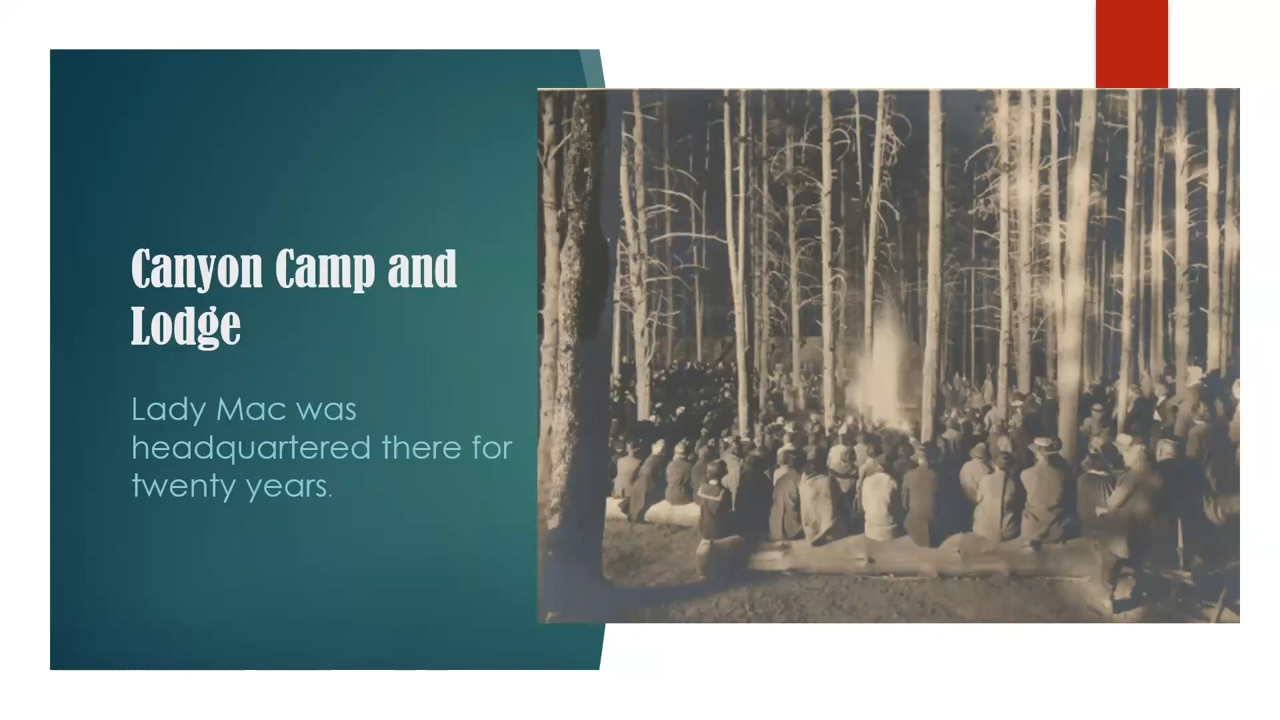 Canyon Camp and
Lodge
Lady Mac was
headquartered there for
twenty years.